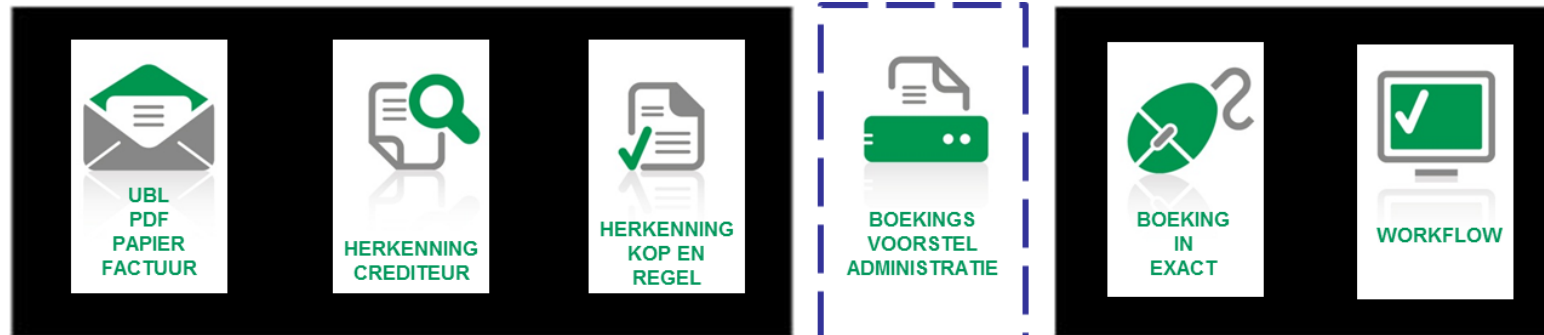 UBL
PDF
PAPIER
FACTUUR
HERKENNING
CREDITEUR
HERKENNING
KOP EN
REGEL
BOEKINGS
VOORSTEL
ADMINISTRATIE
BOEKING
IN
EXACT
WORKFLOW